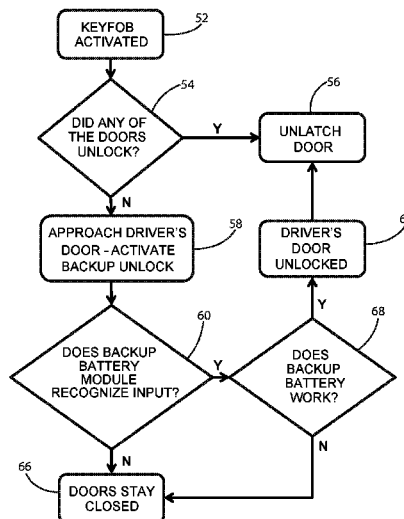 KEYFOB
ACTIVATED
52
54
DID ANY OF
THE DOORS
UNLOCK?
Y
56
UNLATCH
DOOR
N
APPROACH DRIVER'S
DOOR - ACTIVATE
BACKUP UNLOCK
58
DRIVER'S
DOOR
UNLOCKED
60
DOES BACKUP
BATTERY
MODULE
RECOGNIZE INPUT?
Y
Y
68
DOES
BACKUP
BATTERY
WORK?
N
N
66
DOORS STAY
CLOSED